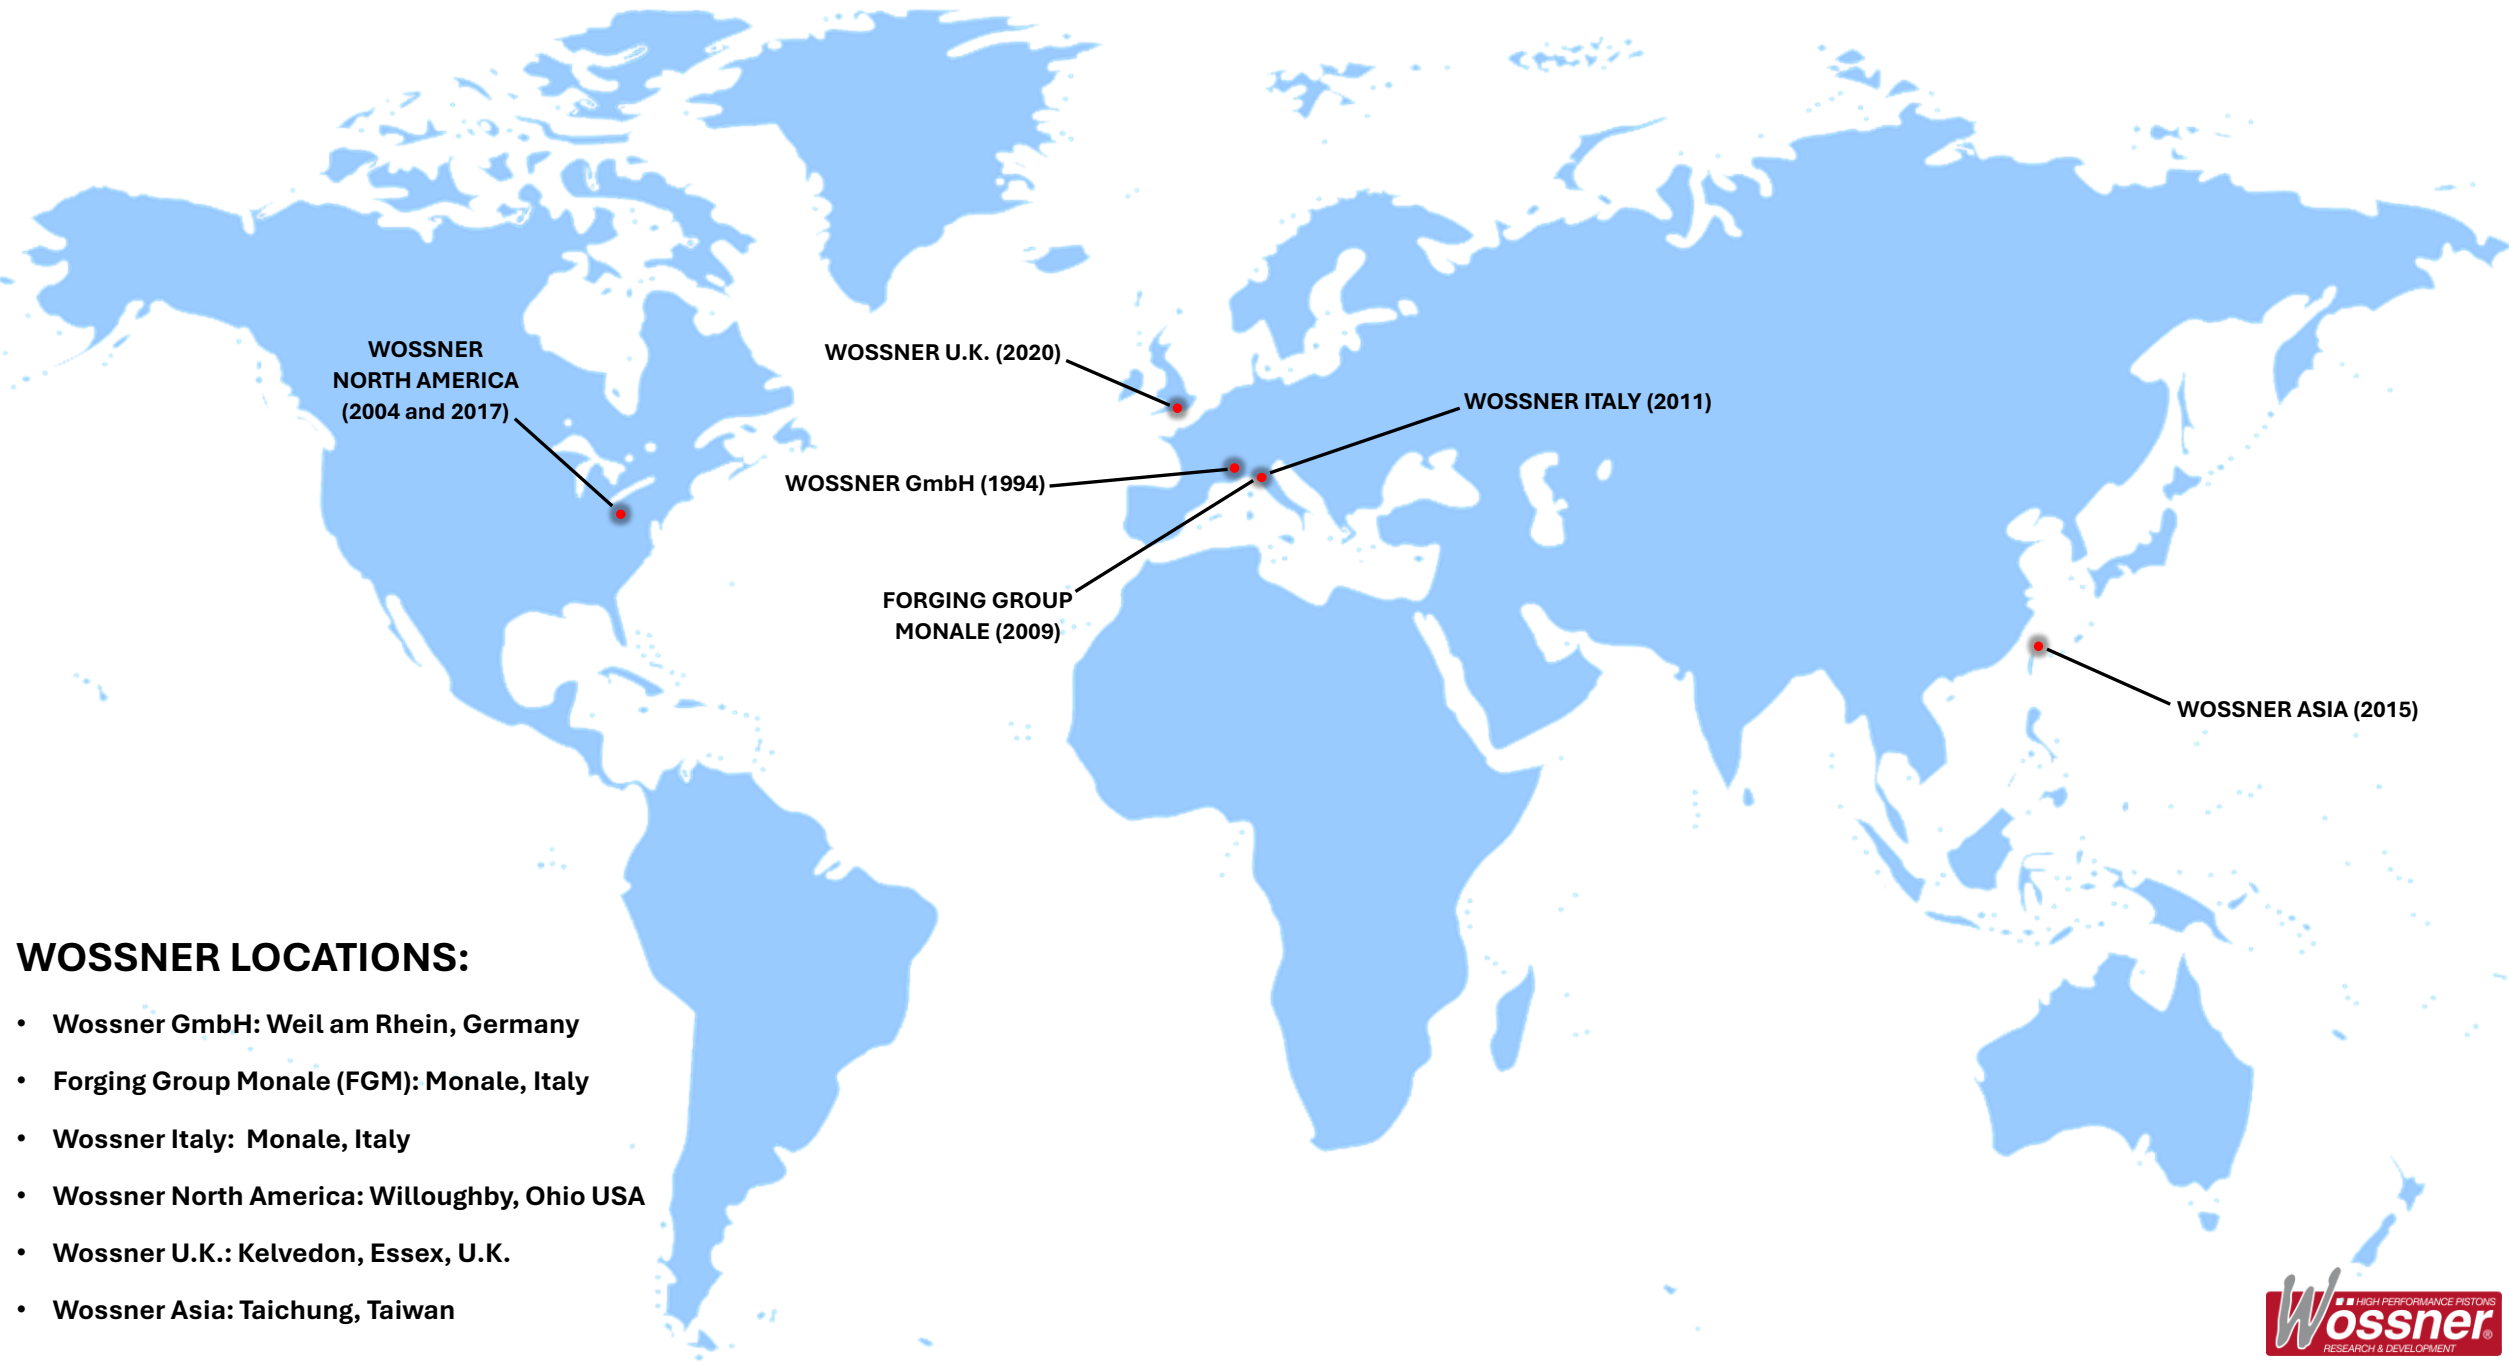 WOSSNER
NORTH AMERICA
(2004 and 2017)
WOSSNER U.K. (2020)
WOSSNER ITALY (2011)
WOSSNER GmbH (1994)
FORGING GROUP
MONALE (2009)
WOSSNER ASIA (2015)
WOSSNER LOCATIONS:
• Wossner GmbH: Weil am Rhein, Germany
• Forging Group Monale (FGM): Monale, Italy
• Wossner Italy: Monale, Italy
• Wossner North America: Willoughby, Ohio USA
• Wossner U.K.: Kelvedon, Essex, U.K.
• Wossner Asia: Taichung, Taiwan
HIGH PERFORMANCE PISTONS
Wössner®
RESEARCH & DEVELOPMENT